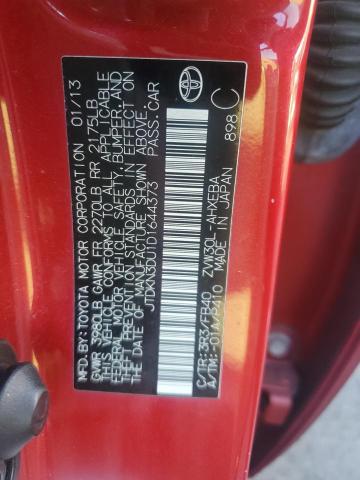 MFD. BY: TOYOTA MOTOR CORPORATION 01/13
GVWR 3980LB GAWR FR 2270LB RR 2175LB
THIS VEHICLE CONFORMS TO ALL APPLICABLE
FEDERAL MOTOR VEHICLE SAFETY, BUMPER, AND
THEFT PREVENTION STANDARDS IN EFFECT ON
THE DATE OF MANUFACTURE SHOWN ABOVE.
JTDKN3DP1D1644373 PASS. CAR
C/TR: 3R3/FB40 ZVW30L-AHXEBA
A/TM: -01A/P410 MADE IN JAPAN
898 C